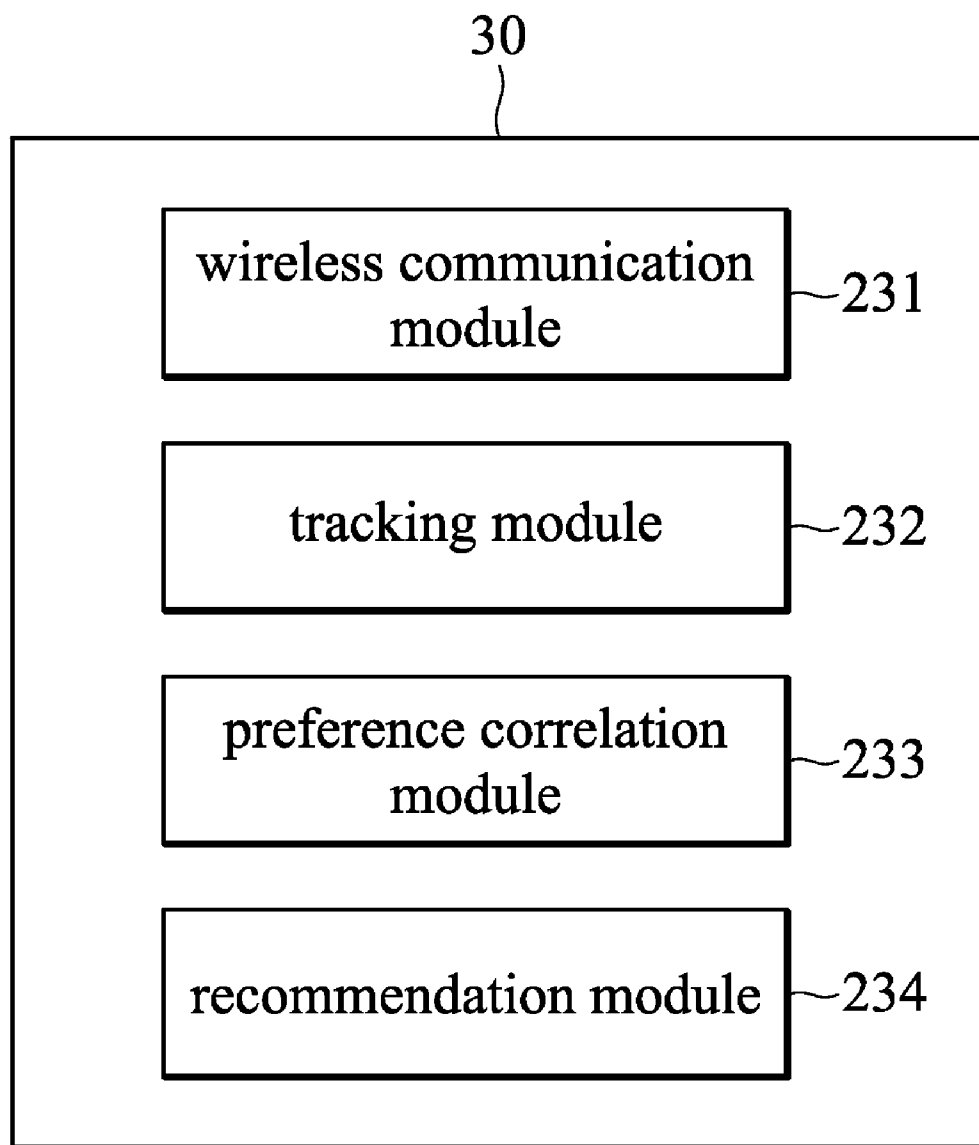 30
wireless communication
module
231
tracking module
232
preference correlation
module
233
recommendation module
234